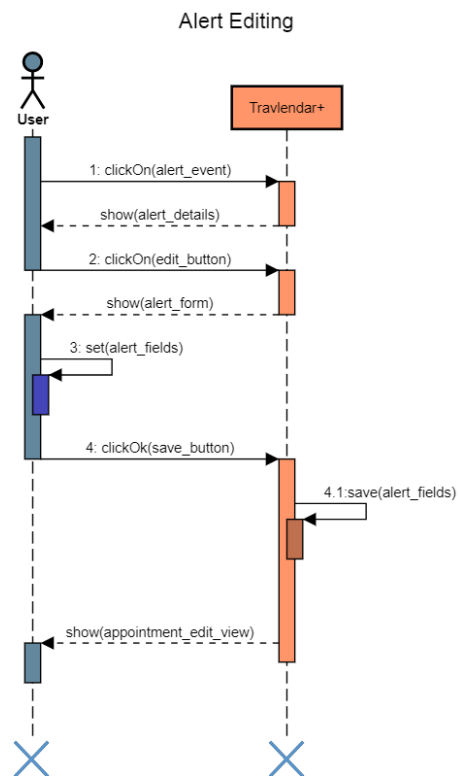 Alert Editing
User
Travlendar+
1: clickOn(alert_event)
show(alert_details)
2: clickOn(edit_button)
show(alert_form)
3: set(alert_fields)
4: clickOk(save_button)
4.1:save(alert_fields)
show(appointment_edit_view)